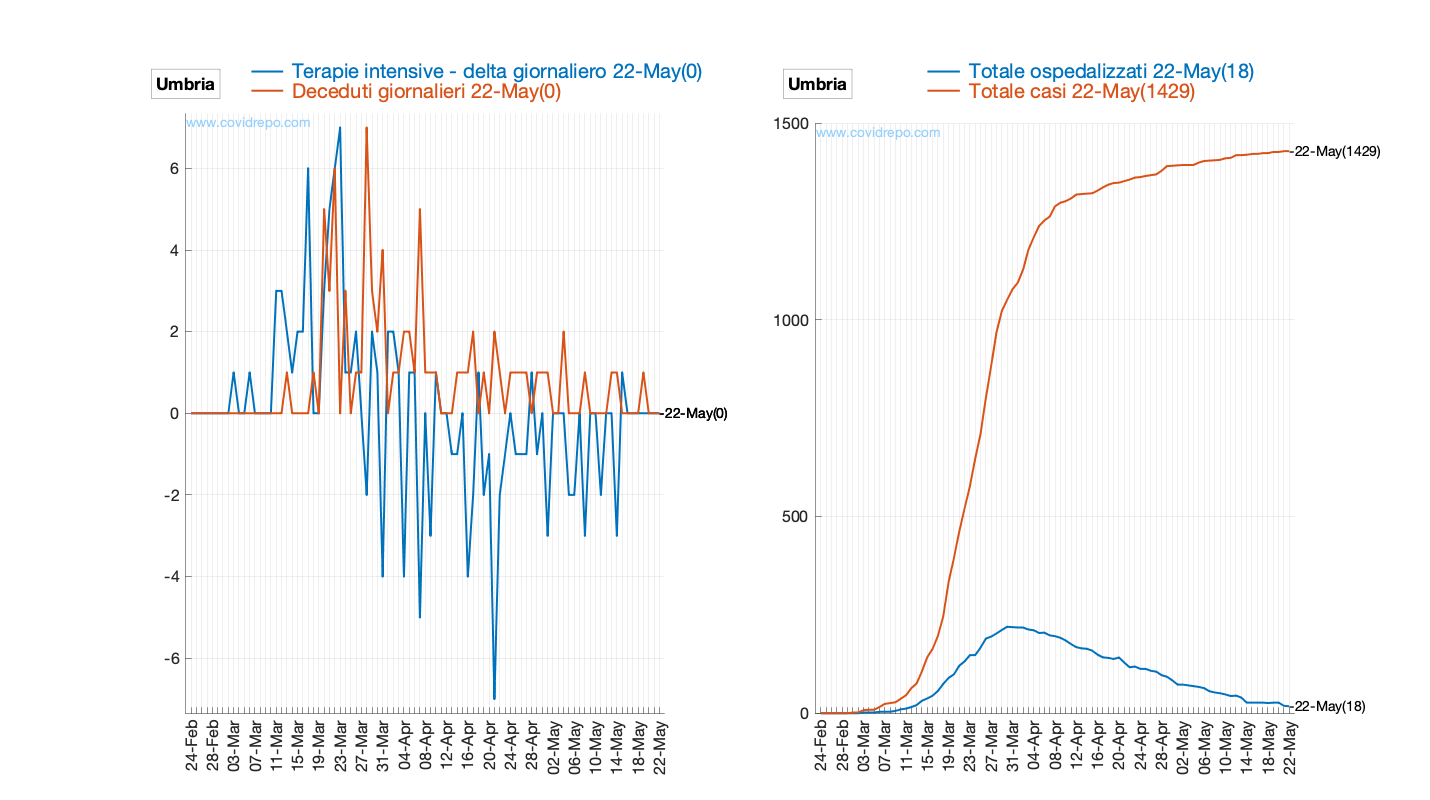 Umbria
Terapie intensive - delta giornaliero 22-May(0)
Deceduti giornalieri 22-May(0)
www.covidrepo.com
6
4
2
0
-2
-4
-6
-22-May(0)
24-Feb
28-Feb
03-Mar
07-Mar
11-Mar
15-Mar
19-Mar
23-Mar
27-Mar
31-Mar
04-Apr
08-Apr
12-Apr
16-Apr
20-Apr
24-Apr
28-Apr
02-May
06-May
10-May
14-May
18-May
22-May
Umbria
Totale ospedalizzati 22-May(18)
Totale casi 22-May(1429)
www.covidrepo.com
1500
1000
500
0
-22-May(1429)
-22-May(18)
24-Feb
28-Feb
03-Mar
07-Mar
11-Mar
15-Mar
19-Mar
23-Mar
27-Mar
31-Mar
04-Apr
08-Apr
12-Apr
16-Apr
20-Apr
24-Apr
28-Apr
02-May
06-May
10-May
14-May
18-May
22-May